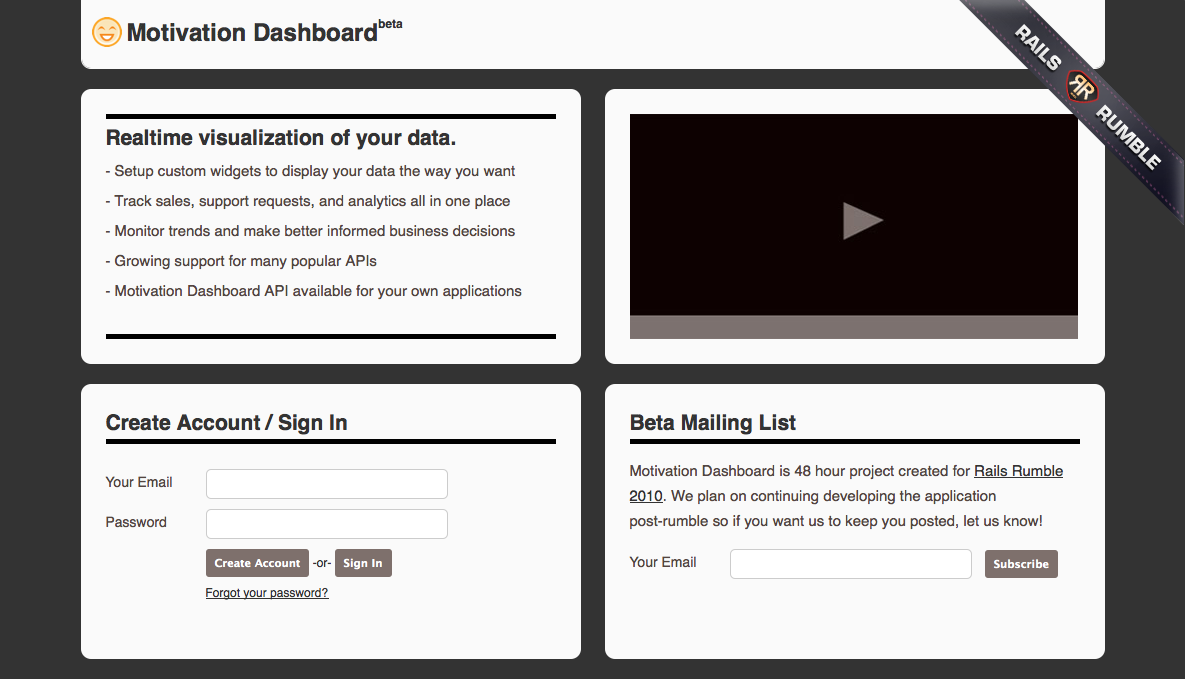 Motivation Dashboard beta
RAILS RR RUMBLE
Realtime visualization of your data.
- Setup custom widgets to display your data the way you want
- Track sales, support requests, and analytics all in one place
- Monitor trends and make better informed business decisions
- Growing support for many popular APIs
- Motivation Dashboard API available for your own applications
Create Account / Sign In
Your Email
Password
Create Account -or- Sign In
Forgot your password?
Beta Mailing List
Motivation Dashboard is 48 hour project created for Rails Rumble
2010. We plan on continuing developing the application
post-rumble so if you want us to keep you posted, let us know!
Your Email
Subscribe